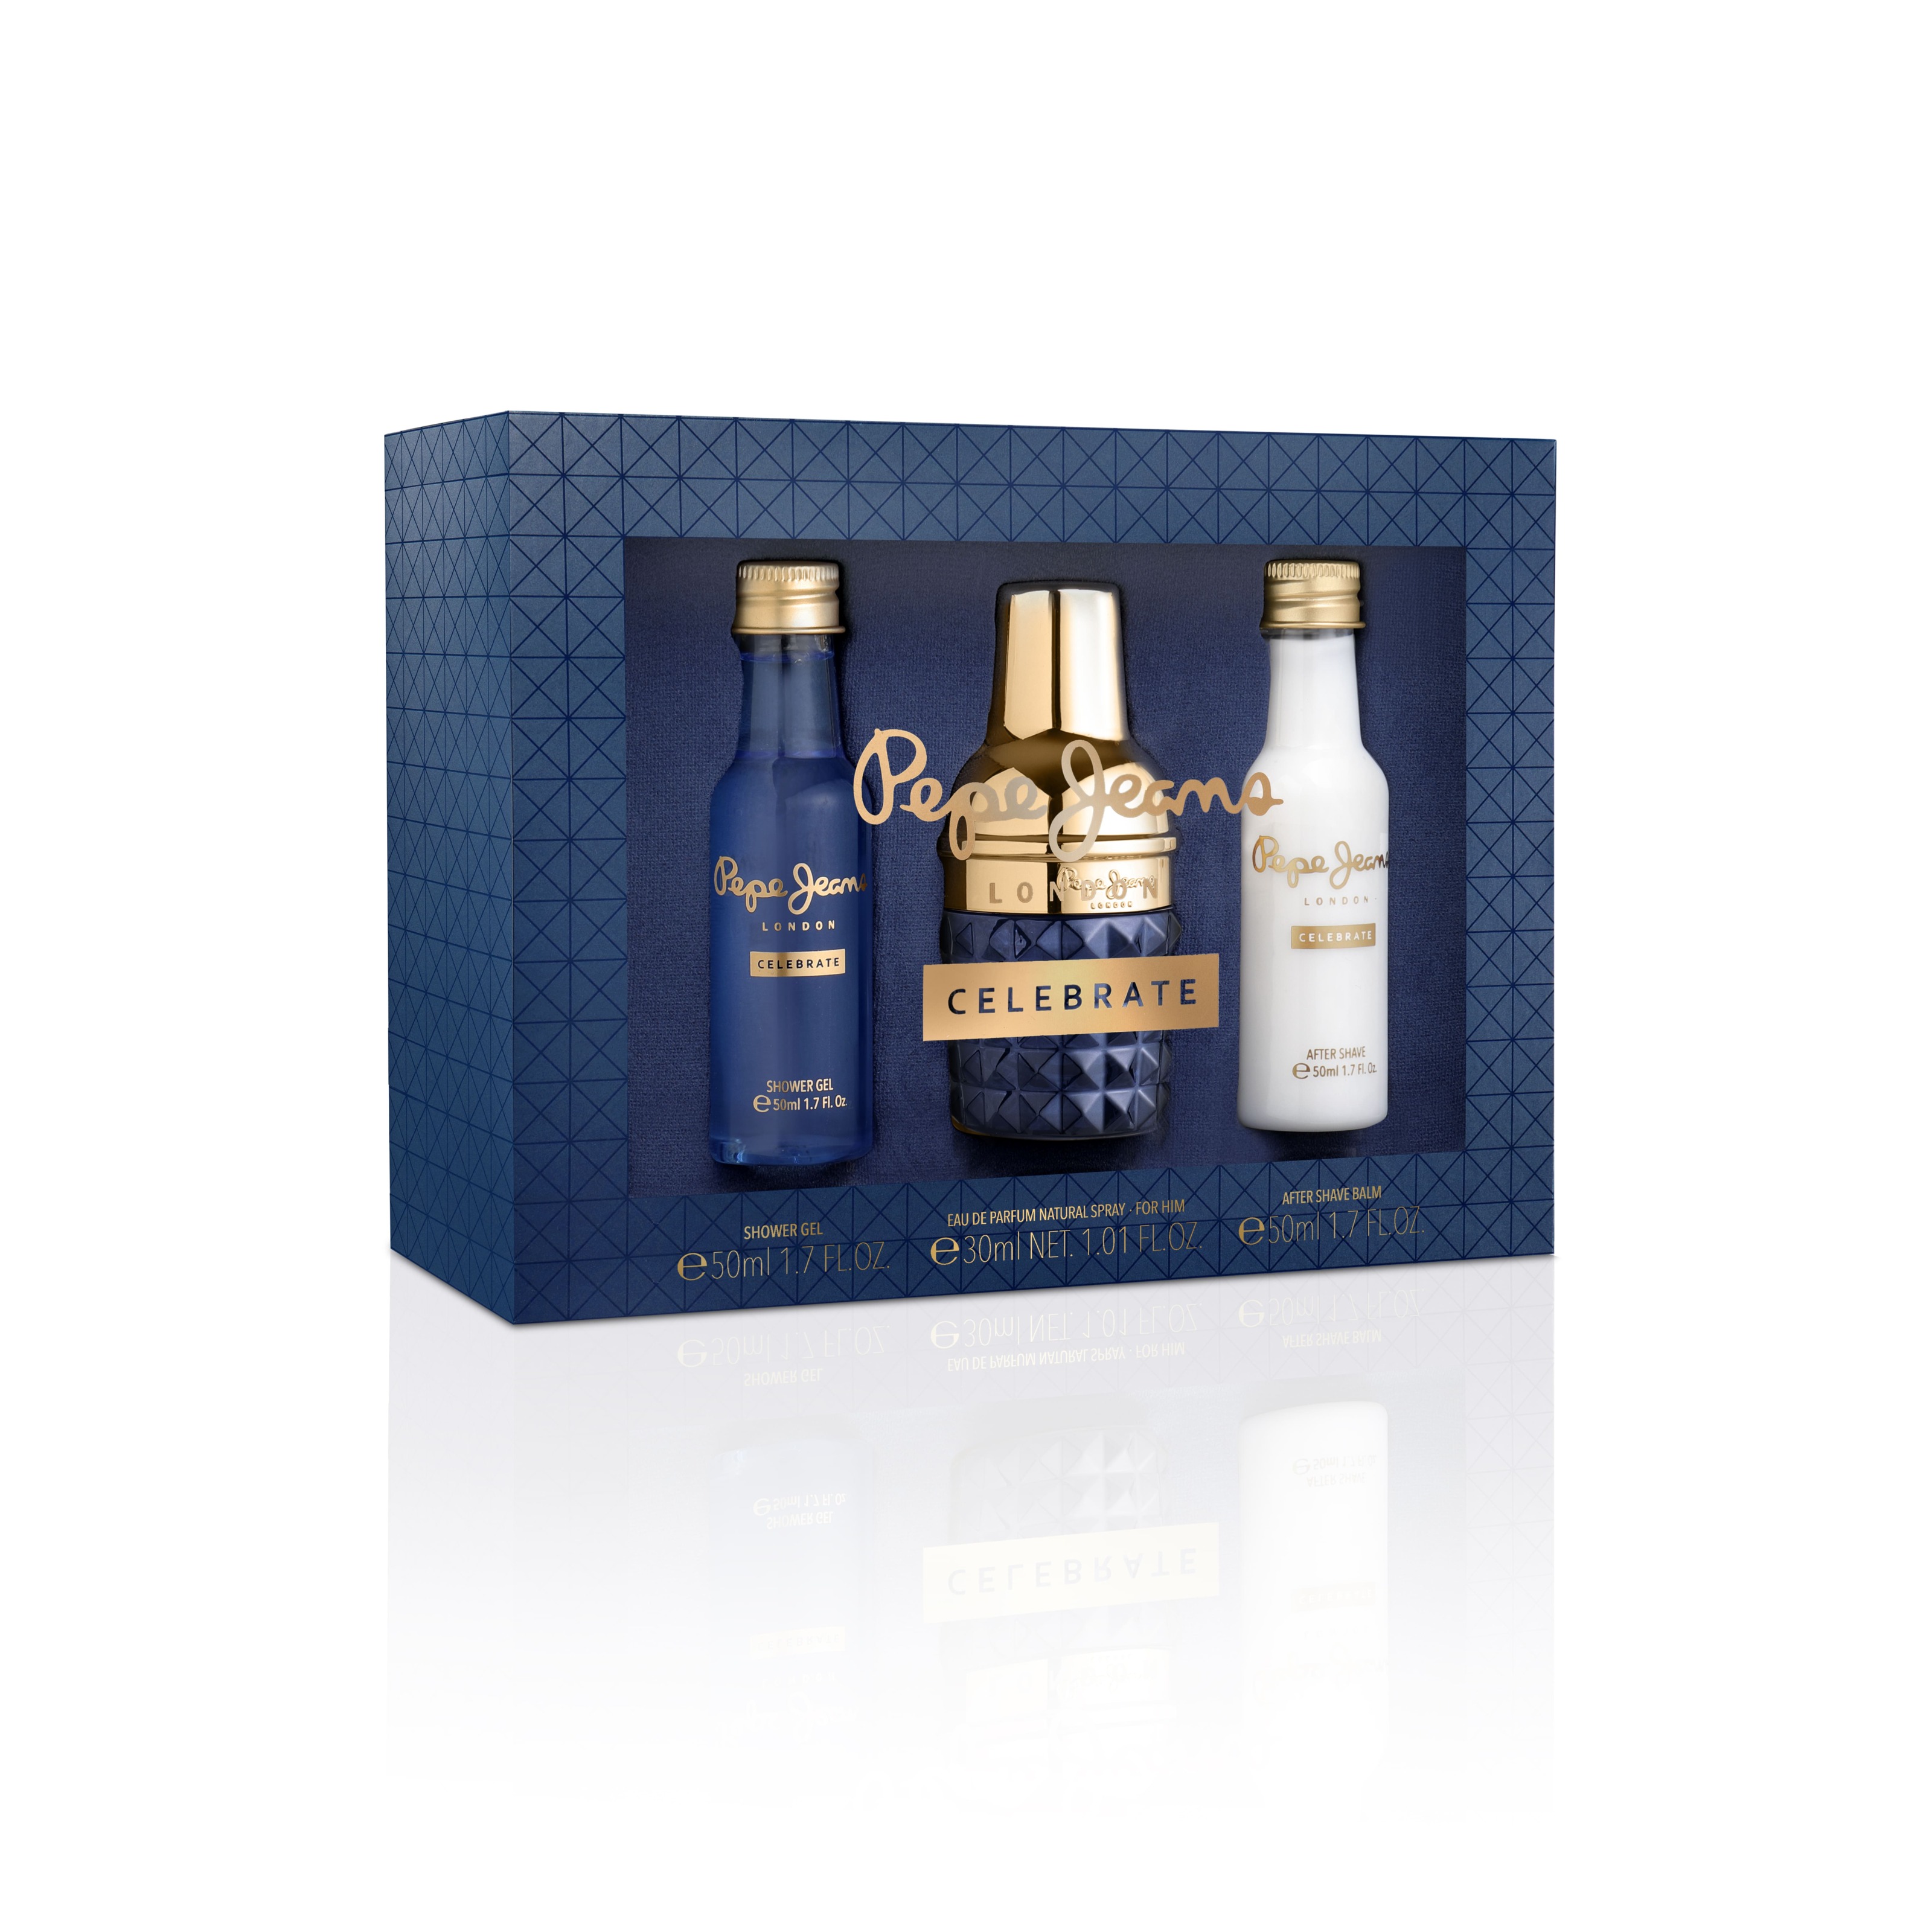 Pepe Jeans
LONDON
CELEBRATE
Pepe Jeans
LONDON
CELEBRATE
SHOWER GEL
e50ml 1.7 Fl. Oz.
Pepe Jeans
LONDON
Pepe Jeans
LONDON
CELEBRATE
AFTER SHAVE
e50ml 1.7 Fl. Oz.
SHOWER GEL
e50ml 1.7 FL.OZ.
EAU DE PARFUM NATURAL SPRAY · FOR HIM
e30ml NET. 1.01 FL.OZ.
AFTER SHAVE BALM
e50ml 1.7 FL.OZ.